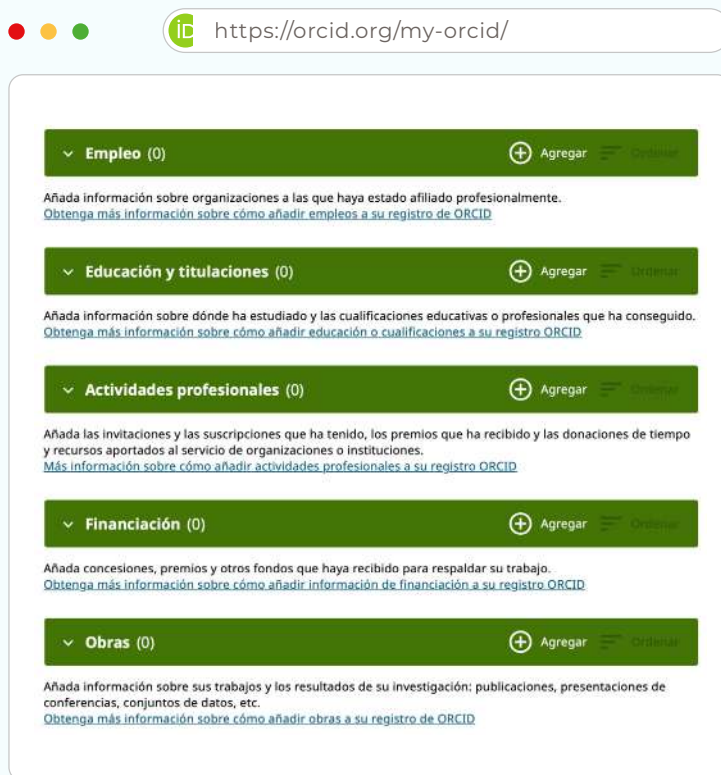 iD https://orcid.org/my-orcid/
Empleo (0) Agregar Ordenar
Añada información sobre organizaciones a las que haya estado afiliado profesionalmente.
Obtenga más información sobre cómo añadir empleos a su registro de ORCID
Educación y titulaciones (0) Agregar Ordenar
Añada información sobre dónde ha estudiado y las cualificaciones educativas o profesionales que ha conseguido.
Obtenga más información sobre cómo añadir educación o cualificaciones a su registro ORCID
Actividades profesionales (0) Agregar Ordenar
Añada las invitaciones y las suscripciones que ha tenido, los premios que ha recibido y las donaciones de tiempo
y recursos aportados al servicio de organizaciones o instituciones.
Más información sobre cómo añadir actividades profesionales a su registro ORCID
Financiación (0) Agregar Ordenar
Añada concesiones, premios y otros fondos que haya recibido para respaldar su trabajo.
Obtenga más información sobre cómo añadir información de financiación a su registro ORCID
Obras (0) Agregar Ordenar
Añada información sobre sus trabajos y los resultados de su investigación: publicaciones, presentaciones de
conferencias, conjuntos de datos, etc.
Obtenga más información sobre cómo añadir obras a su registro de ORCID